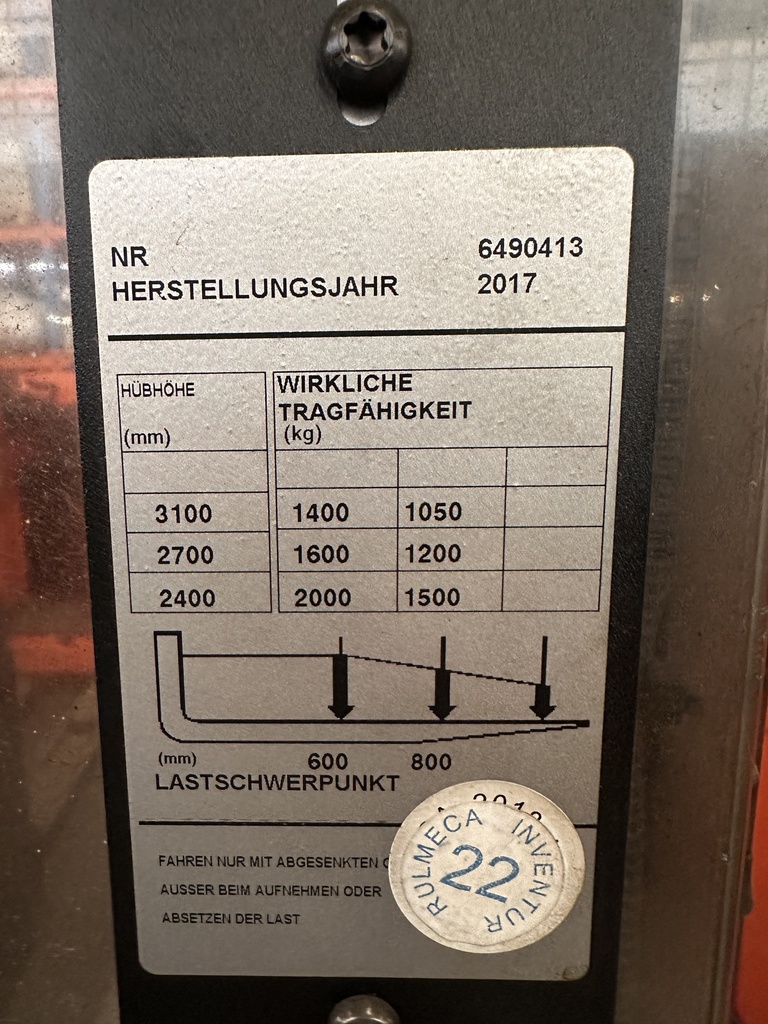 NR 6490413
HERSTELLUNGSJAHR 2017
HÜBHÖHE
(mm)
WIRKLICHE
TRAGFÄHIGKEIT
(kg)
3100 1400 1050
2700 1600 1200
2400 2000 1500
(mm) 600 800
LASTSCHWERPUNKT
FAHREN NUR MIT ABGESENKTEN
AUSSER BEIM AUFNEHMEN ODER
ABSETZEN DER LAST
RULMECA INVENTUR
22